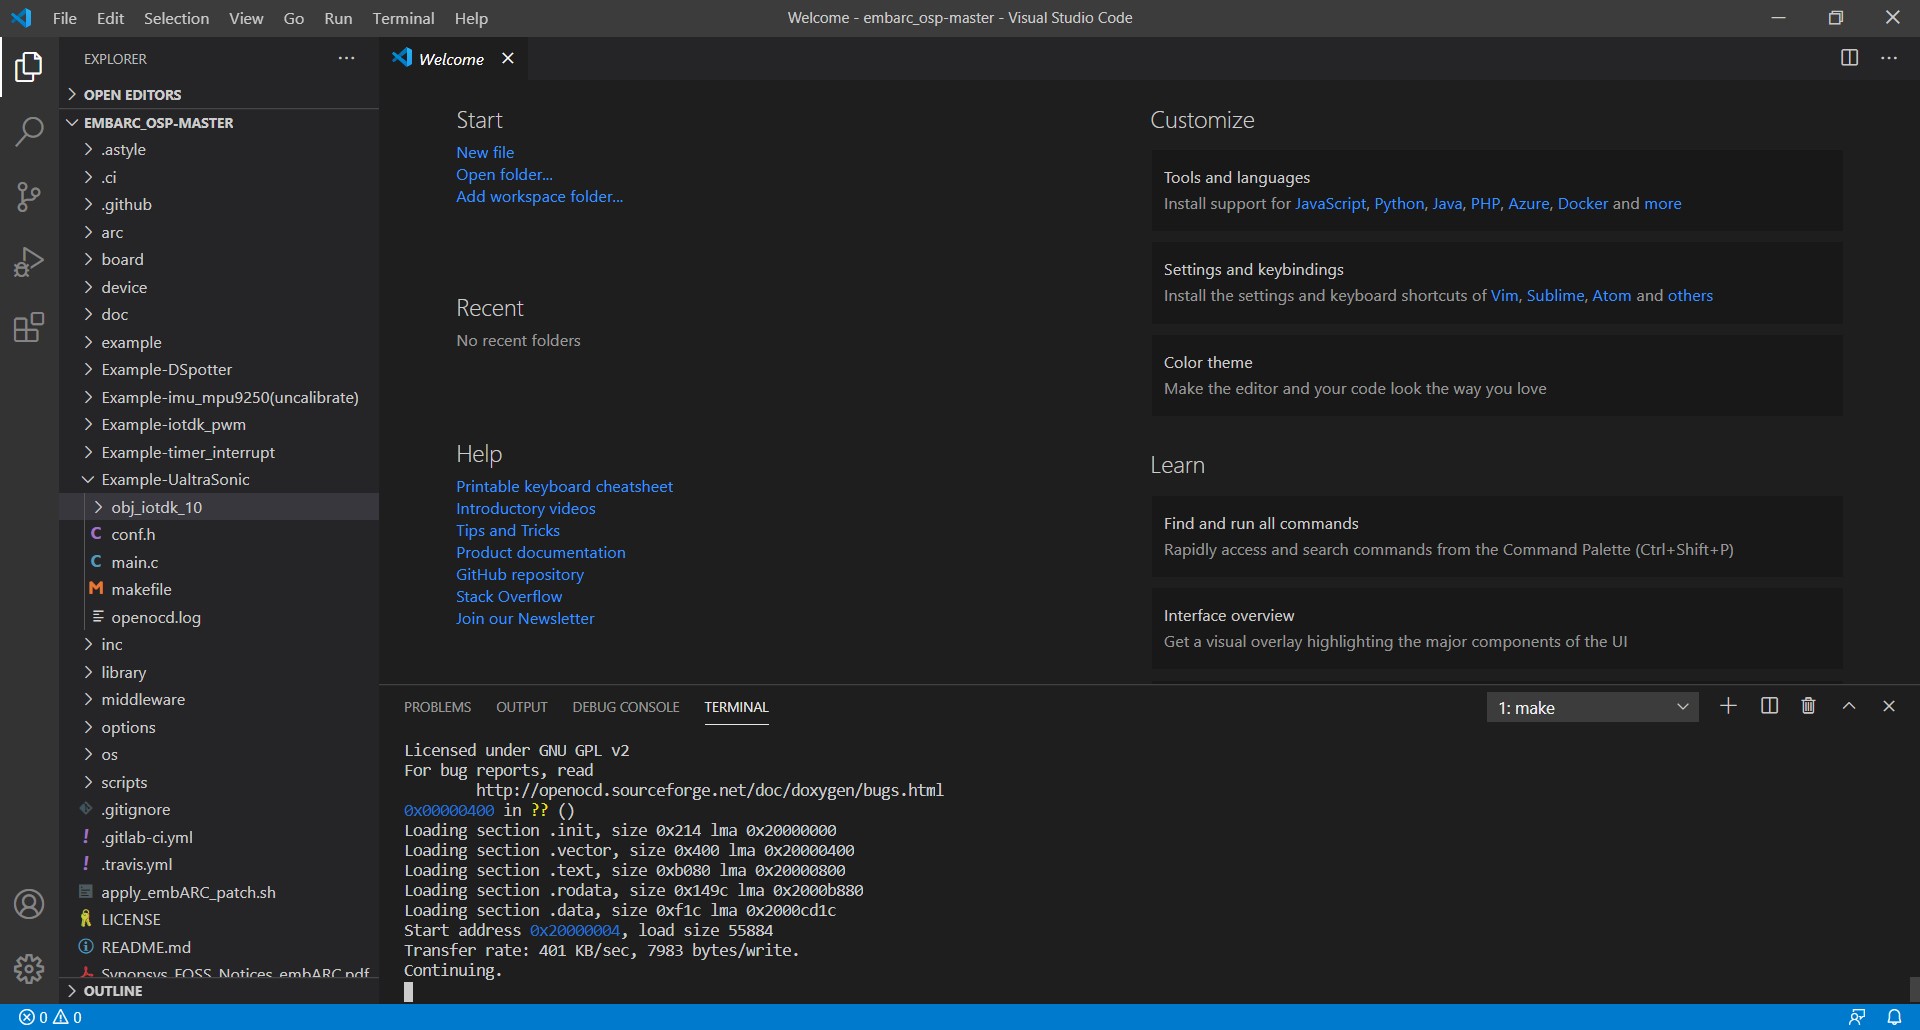 File Edit Selection View Go Run Terminal Help
Welcome - embarc_osp-master - Visual Studio Code
EXPLORER
OPEN EDITORS
EMBARC_OSP-MASTER
.astyle
.ci
.github
arc
board
device
doc
example
Example-DSpotter
Example-imu_mpu9250(uncalibrate)
Example-iotdk_pwm
Example-timer_interrupt
Example-UaltraSonic
obj_iotdk_10
C conf.h
C main.c
M makefile
openocd.log
inc
library
middleware
options
os
scripts
.gitignore
! .gitlab-ci.yml
! .travis.yml
apply_embARC_patch.sh
LICENSE
README.md
Synopsys_FOSS_Notices_embARC.pdf
OUTLINE
Welcome
Start
New file
Open folder...
Add workspace folder...
Recent
No recent folders
Help
Printable keyboard cheatsheet
Introductory videos
Tips and Tricks
Product documentation
GitHub repository
Stack Overflow
Join our Newsletter
Customize
Tools and languages
Install support for JavaScript, Python, Java, PHP, Azure, Docker and more
Settings and keybindings
Install the settings and keyboard shortcuts of Vim, Sublime, Atom and others
Color theme
Make the editor and your code look the way you love
Learn
Find and run all commands
Rapidly access and search commands from the Command Palette (Ctrl+Shift+P)
Interface overview
Get a visual overlay highlighting the major components of the UI
PROBLEMS OUTPUT DEBUG CONSOLE TERMINAL
1: make
Licensed under GNU GPL v2
For bug reports, read
http://openocd.sourceforge.net/doc/doxygen/bugs.html
0x00000400 in ?? ()
Loading section .init, size 0x214 lma 0x20000000
Loading section .vector, size 0x400 lma 0x20000400
Loading section .text, size 0xb080 lma 0x20000800
Loading section .rodata, size 0x149c lma 0x2000b880
Loading section .data, size 0xf1c lma 0x2000cd1c
Start address 0x20000004, load size 55884
Transfer rate: 401 KB/sec, 7983 bytes/write.
Continuing.
0 0